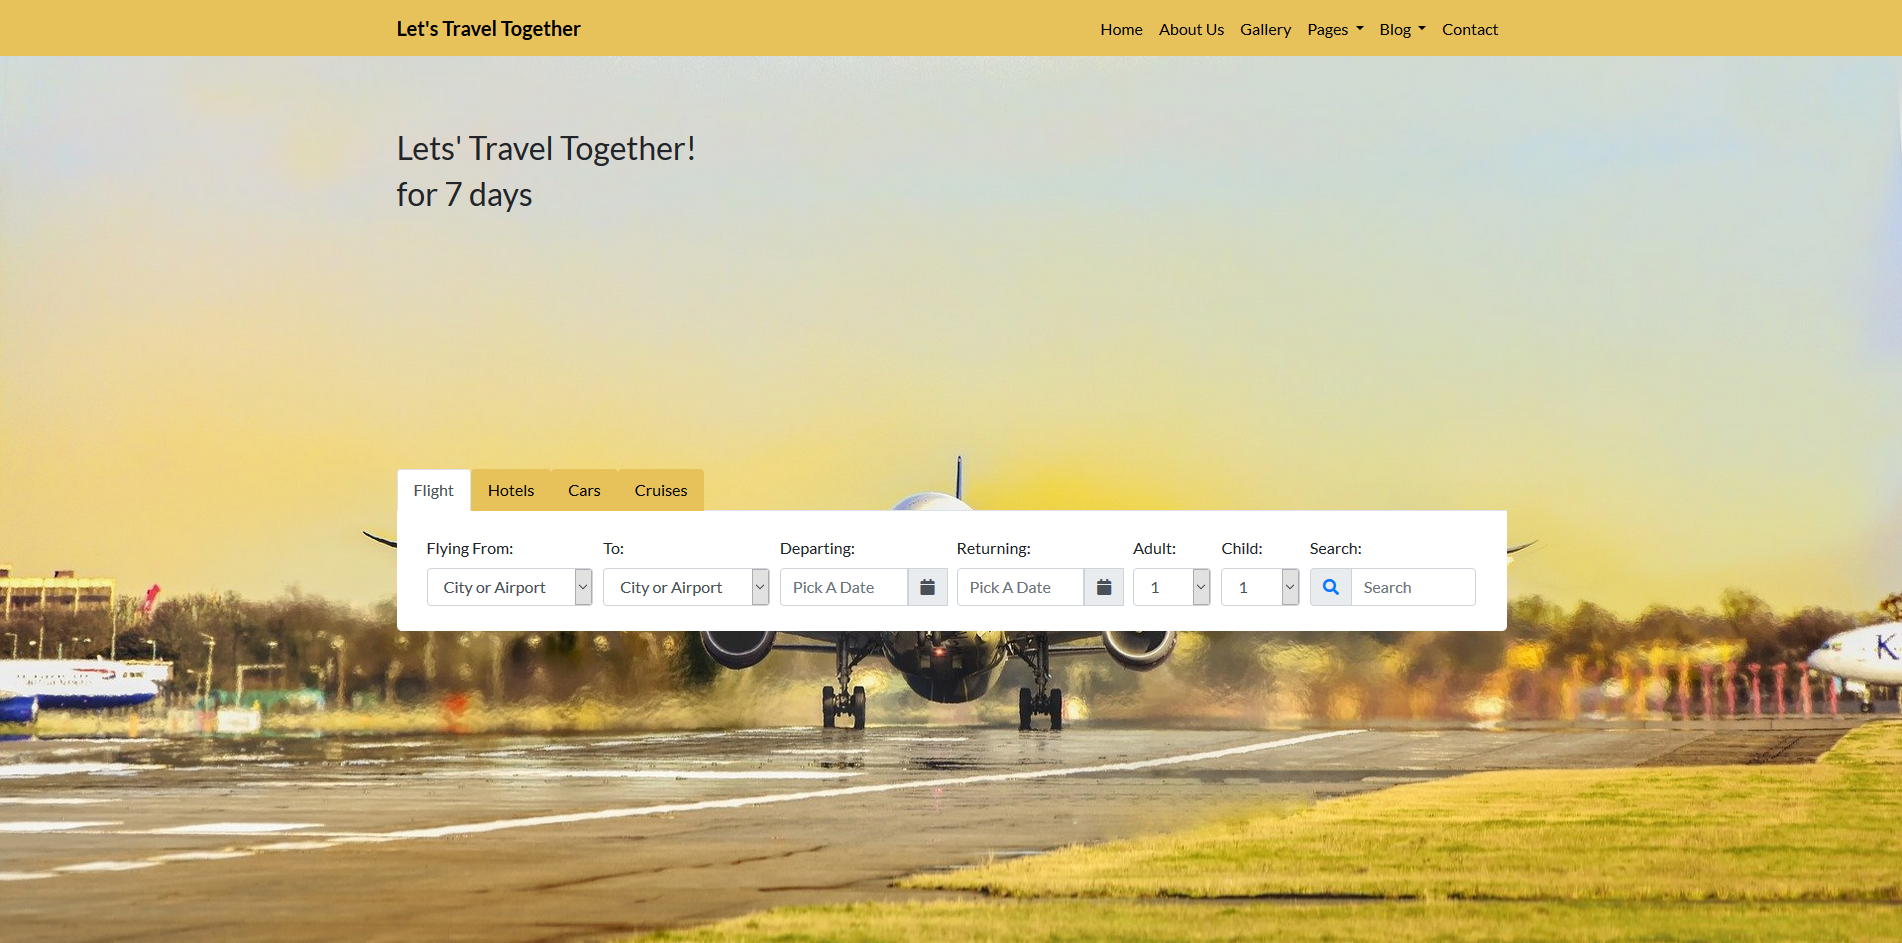 Let's Travel Together
Home About Us Gallery Pages Blog Contact
Lets' Travel Together!
for 7 days
Flight Hotels Cars Cruises
Flying From: To: Departing: Returning: Adult: Child: Search:
City or Airport City or Airport Pick A Date Pick A Date 1 1 Search